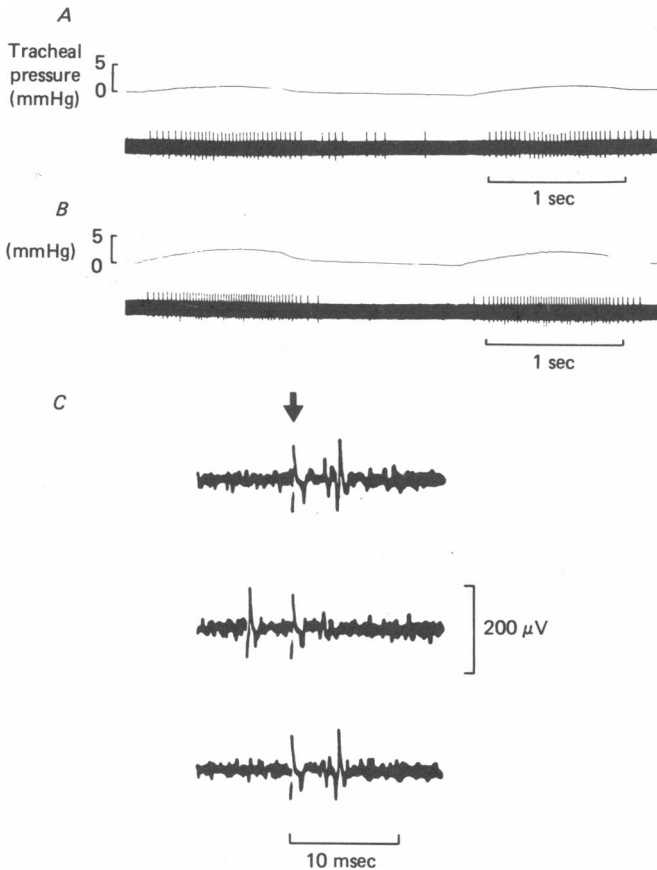 A
Tracheal
pressure
(mmHg)
5
0
1 sec
B
(mmHg)
5
0
1 sec
C
200 μV
10 msec